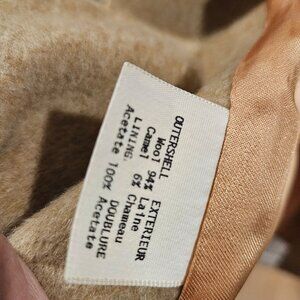 OUTERSHELL EXTERIEUR
Wool 94% Laine
Camel 6% Chameau
LINING: DOUBLURE
Acetate 100% Acetate